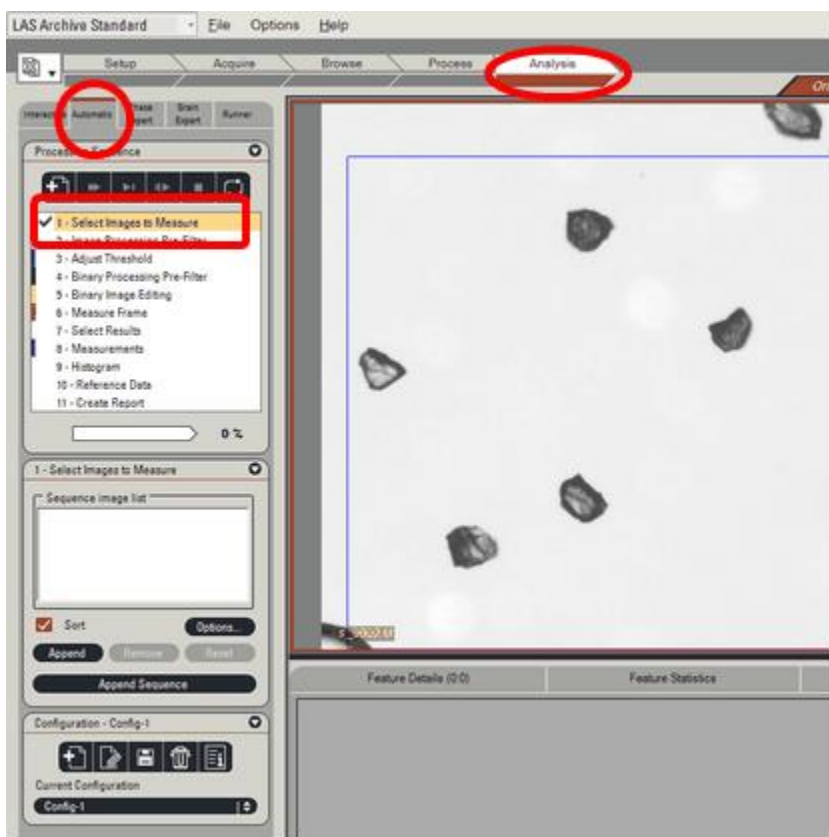 LAS Archive Standard File Options Help
Setup Acquire Browse Process Analysis
Automatic Expert Brain Expert Runner
1 - Select Images to Measure
3 - Adjust Threshold
4 - Binary Processing Pre-Filter
5 - Binary Image Editing
6 - Measure Frame
7 - Select Results
8 - Measurements
9 - Histogram
10 - Reference Data
11 - Create Report
0 %
1 - Select Images to Measure
Sequence image list
Sort Options...
Append Remove Reset
Append Sequence
Feature Details (0:0) Feature Statistics
Configuration - Config-1
Current Configuration
Config-1